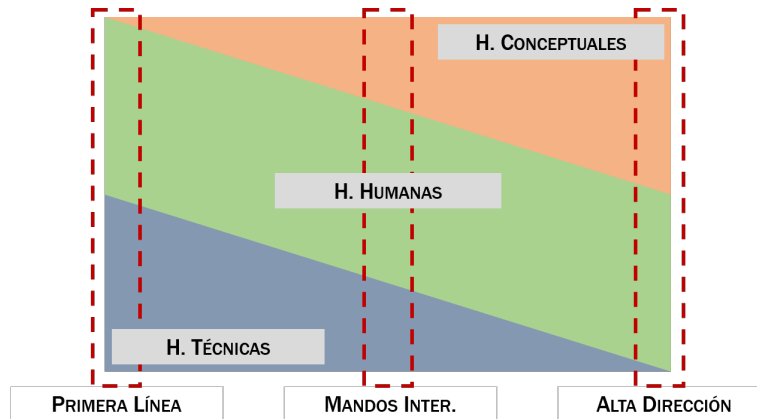 H. CONCEPTUALES
H. HUMANAS
H. TÉCNICAS
PRIMERA LÍNEA
MANDOS INTER.
ALTA DIRECCIÓN